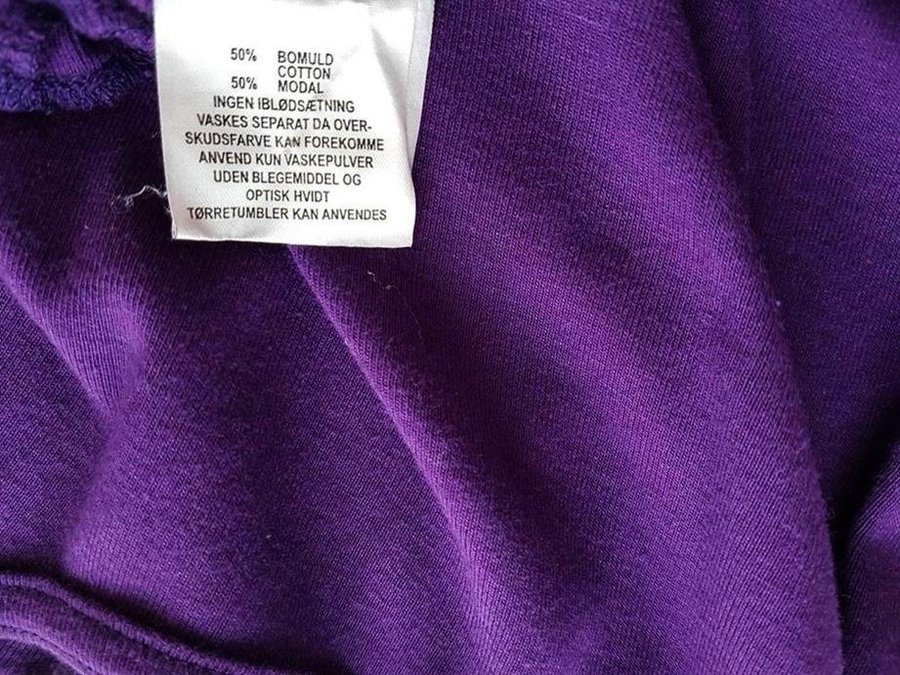 50% BOMULD
COTTON
50% MODAL
INGEN IBLØDSÆTNING
VASKES SEPARAT DA OVER-
SKUDSFARVE KAN FOREKOMME
ANVEND KUN VASKEPULVER
UDEN BLEGEMIDDEL OG
OPTISK HVIDT
TØRRETUMBLER KAN ANVENDES